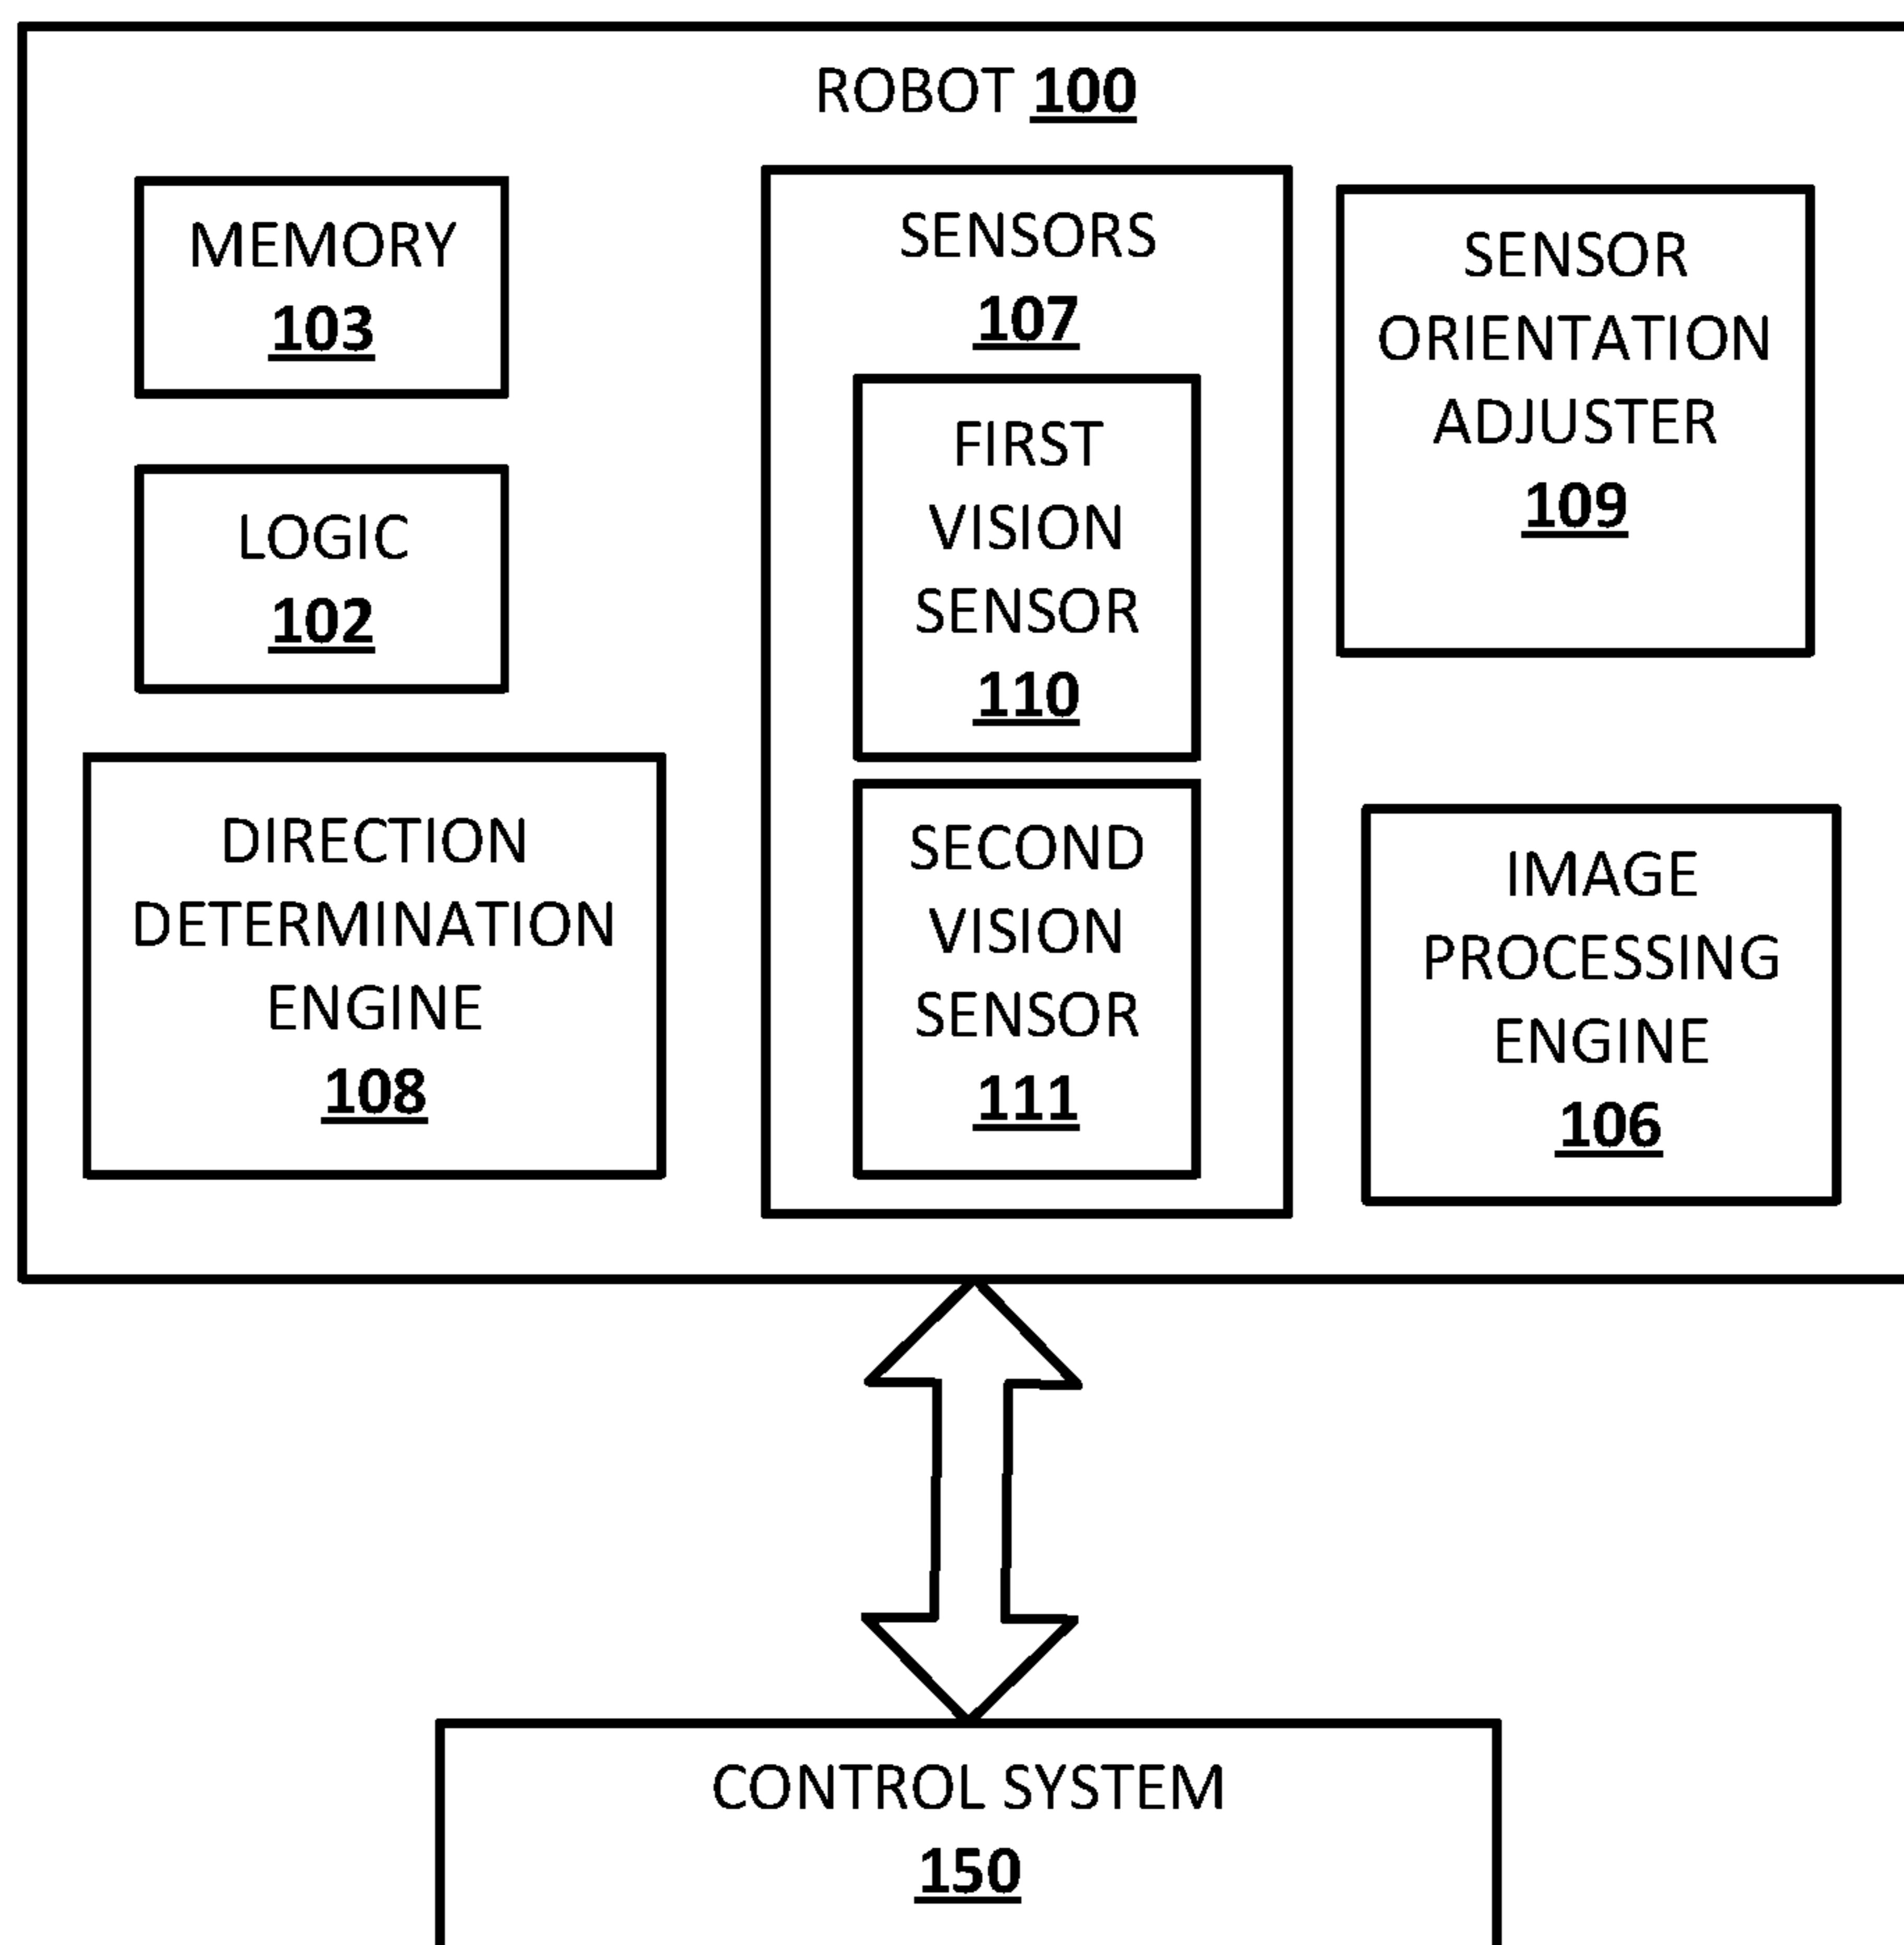 ROBOT 100
MEMORY
103
LOGIC
102
DIRECTION
DETERMINATION
ENGINE
108
SENSORS
107
FIRST
VISION
SENSOR
110
SECOND
VISION
SENSOR
111
SENSOR
ORIENTATION
ADJUSTER
109
IMAGE
PROCESSING
ENGINE
106
CONTROL SYSTEM
150